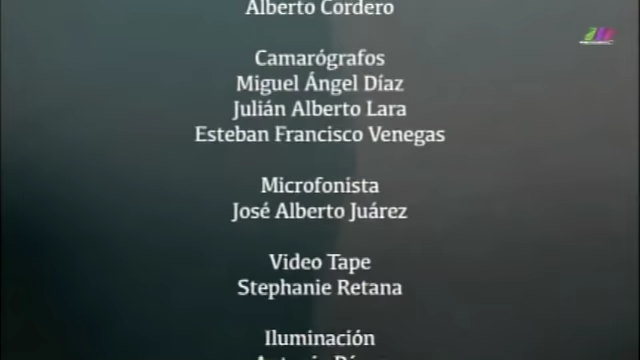 Alberto Cordero
Camarógrafos
Miguel Ángel Díaz
Julián Alberto Lara
Esteban Francisco Venegas
Microfonista
José Alberto Juárez
Video Tape
Stephanie Retana
Iluminación